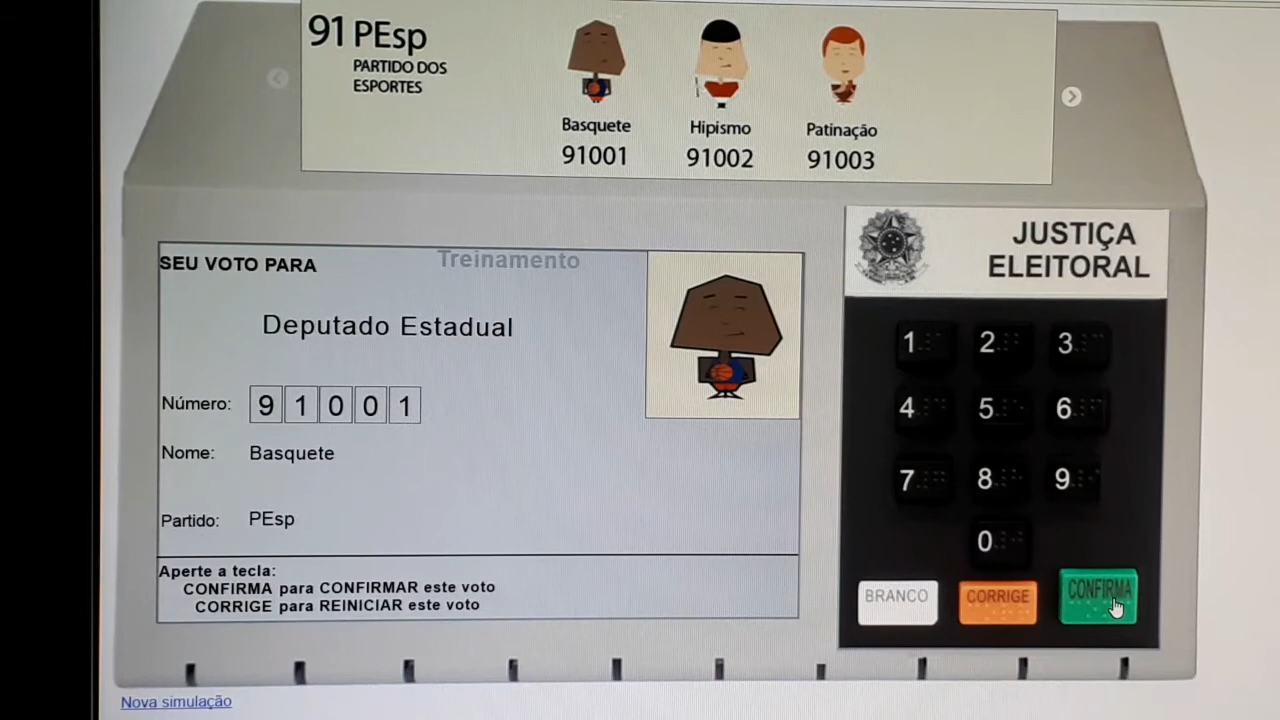 91 PEsp
PARTIDO DOS
ESPORTES
Basquete
91001
Hipismo
91002
Patinação
91003
SEU VOTO PARA
Treinamento
Deputado Estadual
Número: 9 1 0 0 1
Nome: Basquete
Partido: PEsp
Aperte a tecla:
CONFIRMA para CONFIRMAR este voto
CORRIGE para REINICIAR este voto
JUSTIÇA
ELEITORAL
1 2 3
4 5 6
7 8 9
0
BRANCO CORRIGE CONFIRMA
Nova simulação